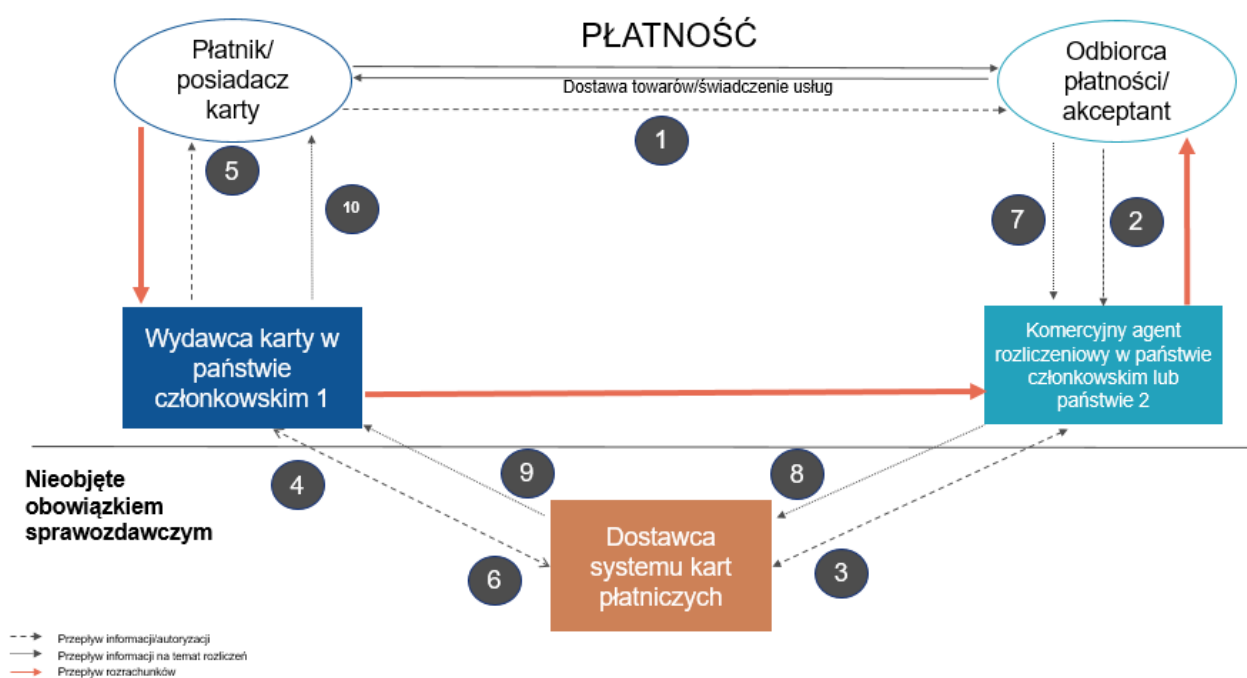 PŁATNOŚĆ
Płatnik/
posiadacz
karty
Dostawa towarów/świadczenie usług
Odbiorca
płatności/
akceptant
1
5
10
7
2
Wydawca karty w
państwie
członkowskim 1
Komercyjny agent
rozliczeniowy w państwie
członkowskim lub
państwie 2
Nieobjęte
obowiązkiem
sprawozdawczym
4
9
8
6
3
Dostawca
systemu kart
płatniczych
Przepływ informacji/autoryzacji
Przepływ informacji na temat rozliczeń
Przepływ rozrachunków